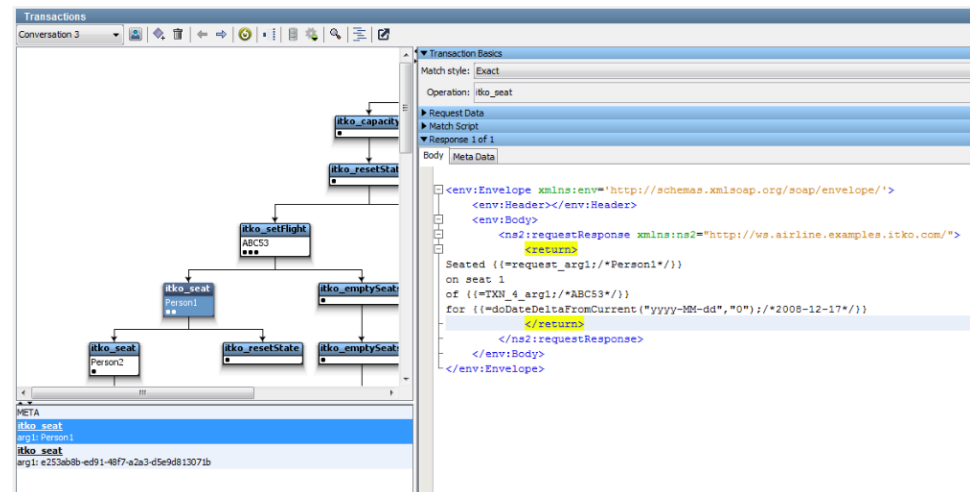 Transactions
Conversation 3
itko_capacity
itko_resetStat
itko_setFlight
ABC53
itko_seat
Person1
itko_emptySeat
itko_seat
Person2
itko_resetState
itko_emptySeat
META
itko_seat
arg1: Person1
itko_seat
arg1: e253ab8b-ed91-48f7-a2a3-d5e9d813071b
Transaction Basics
Match style: Exact
Operation: itko_seat
Request Data
Match Script
Response 1 of 1
Body Meta Data
<env:Envelope xmlns:env='http://schemas.xmlsoap.org/soap/envelope/'>
<env:Header></env:Header>
<env:Body>
<ns2:requestResponse xmlns:ns2="http://ws.airline.examples.itko.com/">
<return>
Seated {{=request_arg1;/*Person1*/}}
on seat 1
of {{=TXN_4_arg1;/*ABC53*/}}
for {{=doDateDeltaFromCurrent("yyyy-MM-dd","0");/*2008-12-17*/}}
</return>
</ns2:requestResponse>
</env:Body>
</env:Envelope>